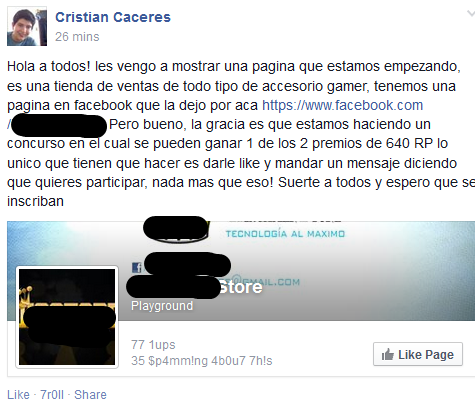 Cristian Caceres
26 mins
Hola a todos! les vengo a mostrar una pagina que estamos empezando,
es una tienda de ventas de todo tipo de accesorio gamer, tenemos una
pagina en facebook que la dejo por aca https://www.facebook.com
/ Pero bueno, la gracia es que estamos haciendo un
concurso en el cual se pueden ganar 1 de los 2 premios de 640 RP lo
unico que tienen que hacer es darle like y mandar un mensaje diciendo
que quieres participar, nada mas que eso! Suerte a todos y espero que se
inscriban
TECNOLOGÍA AL MAXIMO
@GMAIL.COM
Store
Playground
77 1ups
35 $p4mm!ng 4b0u7 7h!s
Like Page
Like · 7r0ll · Share